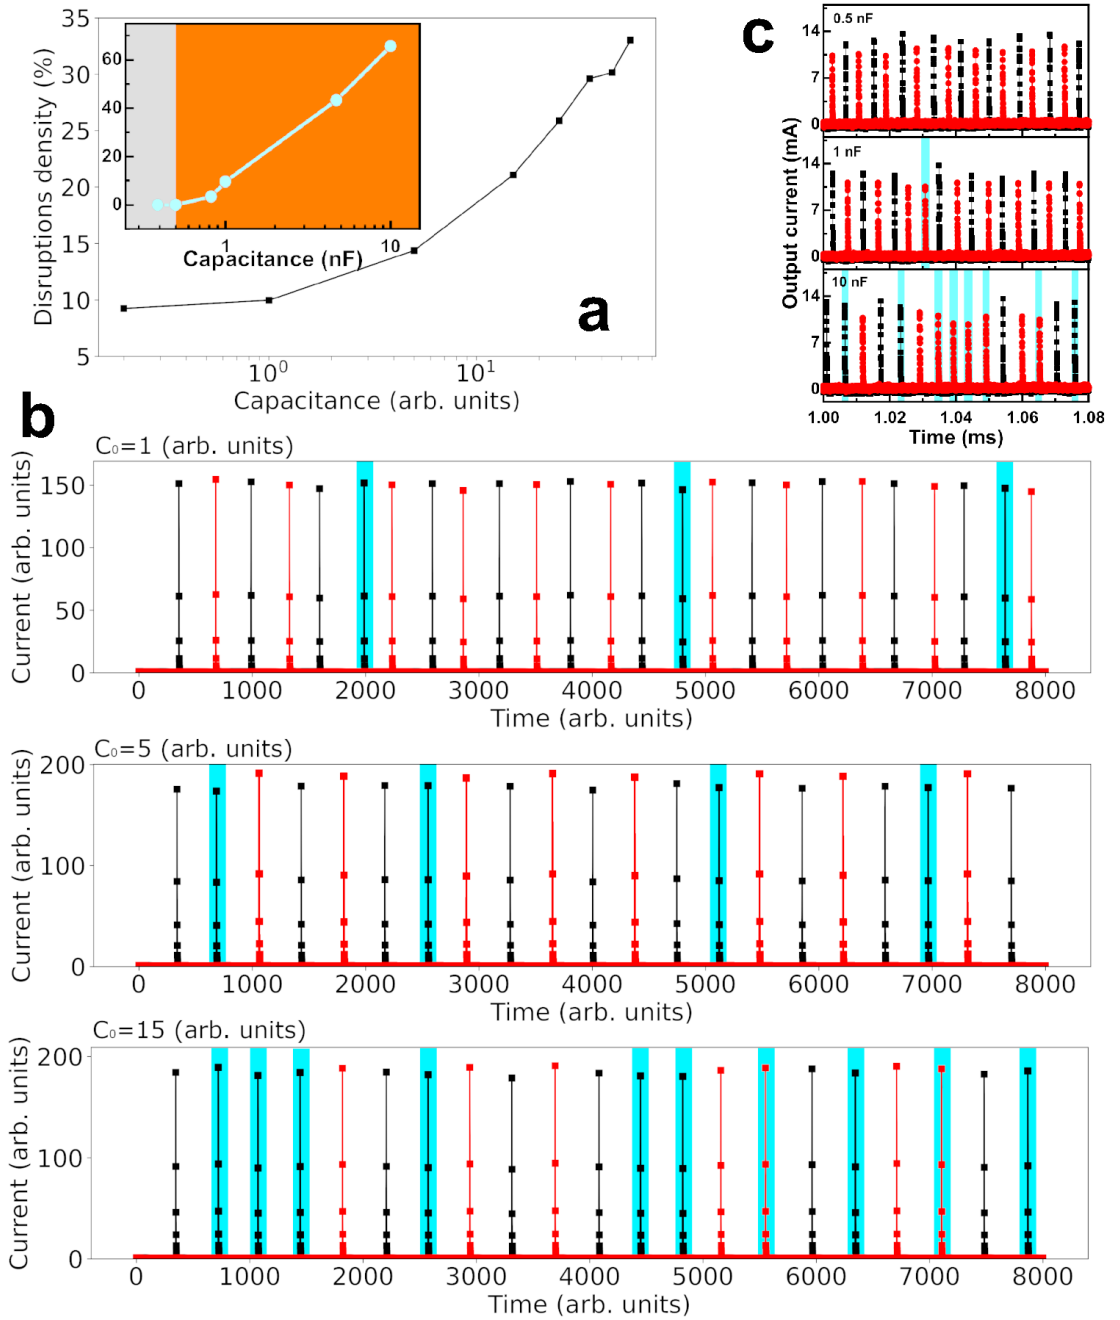 a
Disruptions density (%)
35
30
25
20
15
10
5
10⁰
10¹
Capacitance (arb. units)
60
40
20
0
1
10
Capacitance (nF)
c
Output current (mA)
0.5 nF
14
7
0
1 nF
14
7
0
10 nF
14
7
0
1.00 1.02 1.04 1.06 1.08
Time (ms)
b
C₀=1 (arb. units)
Current (arb. units)
150
100
50
0
0 1000 2000 3000 4000 5000 6000 7000 8000
Time (arb. units)
C₀=5 (arb. units)
Current (arb. units)
200
100
0
0 1000 2000 3000 4000 5000 6000 7000 8000
Time (arb. units)
C₀=15 (arb. units)
Current (arb. units)
200
100
0
0 1000 2000 3000 4000 5000 6000 7000 8000
Time (arb. units)